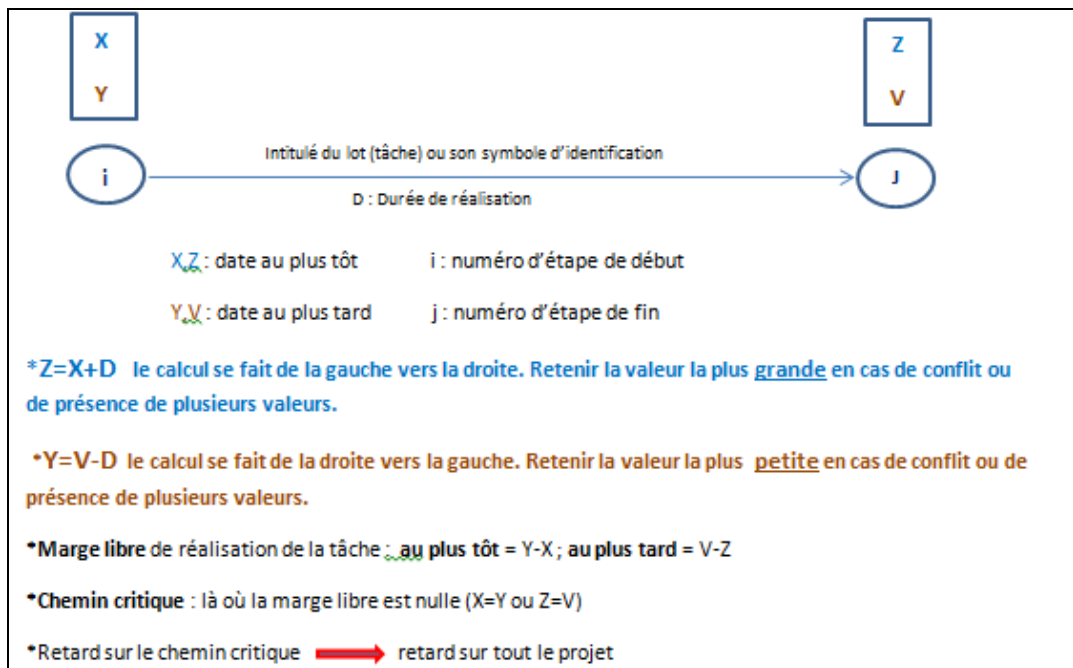 X
Y
Z
V
Intitulé du lot (tâche) ou son symbole d'identification
i
J
D : Durée de réalisation
X,Z : date au plus tôt i : numéro d'étape de début
Y,V : date au plus tard j : numéro d'étape de fin
*Z=X+D le calcul se fait de la gauche vers la droite. Retenir la valeur la plus grande en cas de conflit ou
de présence de plusieurs valeurs.
*Y=V-D le calcul se fait de la droite vers la gauche. Retenir la valeur la plus petite en cas de conflit ou de
présence de plusieurs valeurs.
*Marge libre de réalisation de la tâche : au plus tôt = Y-X ; au plus tard = V-Z
*Chemin critique : là où la marge libre est nulle (X=Y ou Z=V)
*Retard sur le chemin critique retard sur tout le projet